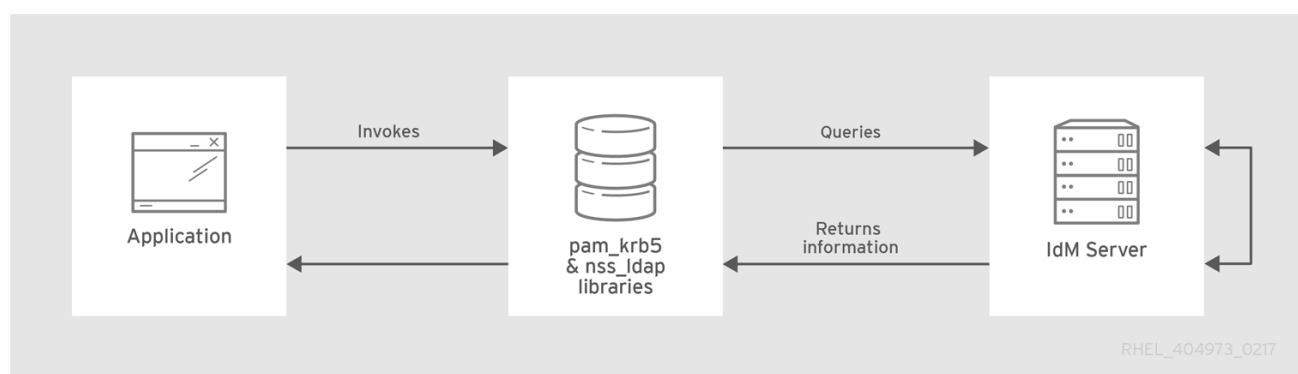 Invokes
Queries
Application
Returns
information
pam_krb5
& nss_ldap
libraries
IdM Server
RHEL_404973_0217